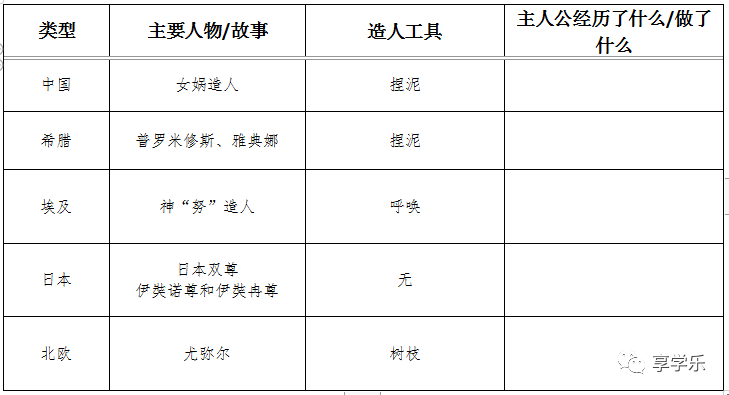 类型 主要人物/故事 造人工具 主人公经历了什么/做了
什么
中国 女娲造人 捏泥
希腊 普罗米修斯、雅典娜 捏泥
埃及 神“努”造人 呼唤
日本 日本双尊 无
伊奘诺尊和伊奘冉尊
北欧 尤弥尔 树枝
享学乐